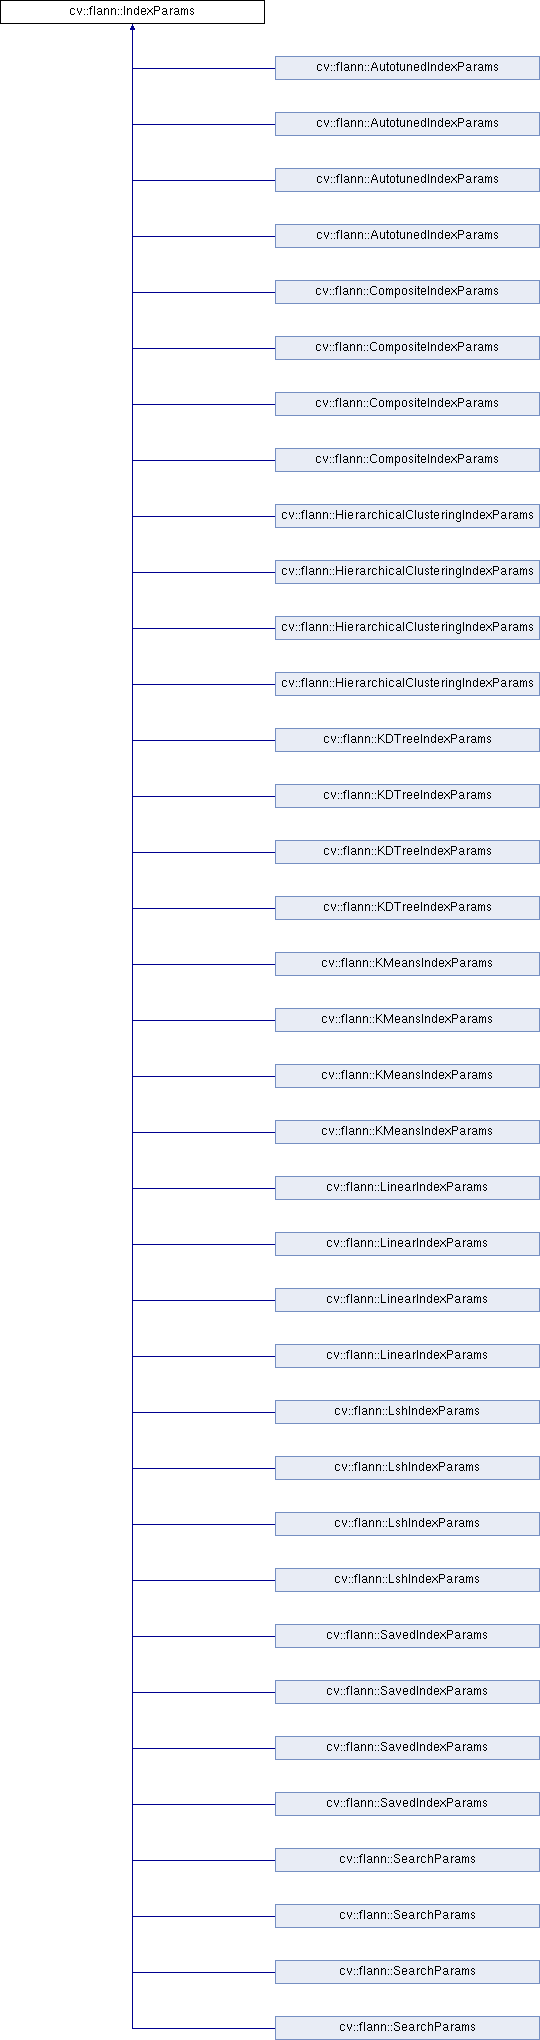 cv::flann::IndexParams
cv::flann::AutotunedIndexParams
cv::flann::AutotunedIndexParams
cv::flann::AutotunedIndexParams
cv::flann::AutotunedIndexParams
cv::flann::CompositeIndexParams
cv::flann::CompositeIndexParams
cv::flann::CompositeIndexParams
cv::flann::CompositeIndexParams
cv::flann::HierarchicalClusteringIndexParams
cv::flann::HierarchicalClusteringIndexParams
cv::flann::HierarchicalClusteringIndexParams
cv::flann::HierarchicalClusteringIndexParams
cv::flann::KDTreeIndexParams
cv::flann::KDTreeIndexParams
cv::flann::KDTreeIndexParams
cv::flann::KDTreeIndexParams
cv::flann::KMeansIndexParams
cv::flann::KMeansIndexParams
cv::flann::KMeansIndexParams
cv::flann::KMeansIndexParams
cv::flann::LinearIndexParams
cv::flann::LinearIndexParams
cv::flann::LinearIndexParams
cv::flann::LinearIndexParams
cv::flann::LshIndexParams
cv::flann::LshIndexParams
cv::flann::LshIndexParams
cv::flann::LshIndexParams
cv::flann::SavedIndexParams
cv::flann::SavedIndexParams
cv::flann::SavedIndexParams
cv::flann::SavedIndexParams
cv::flann::SearchParams
cv::flann::SearchParams
cv::flann::SearchParams
cv::flann::SearchParams